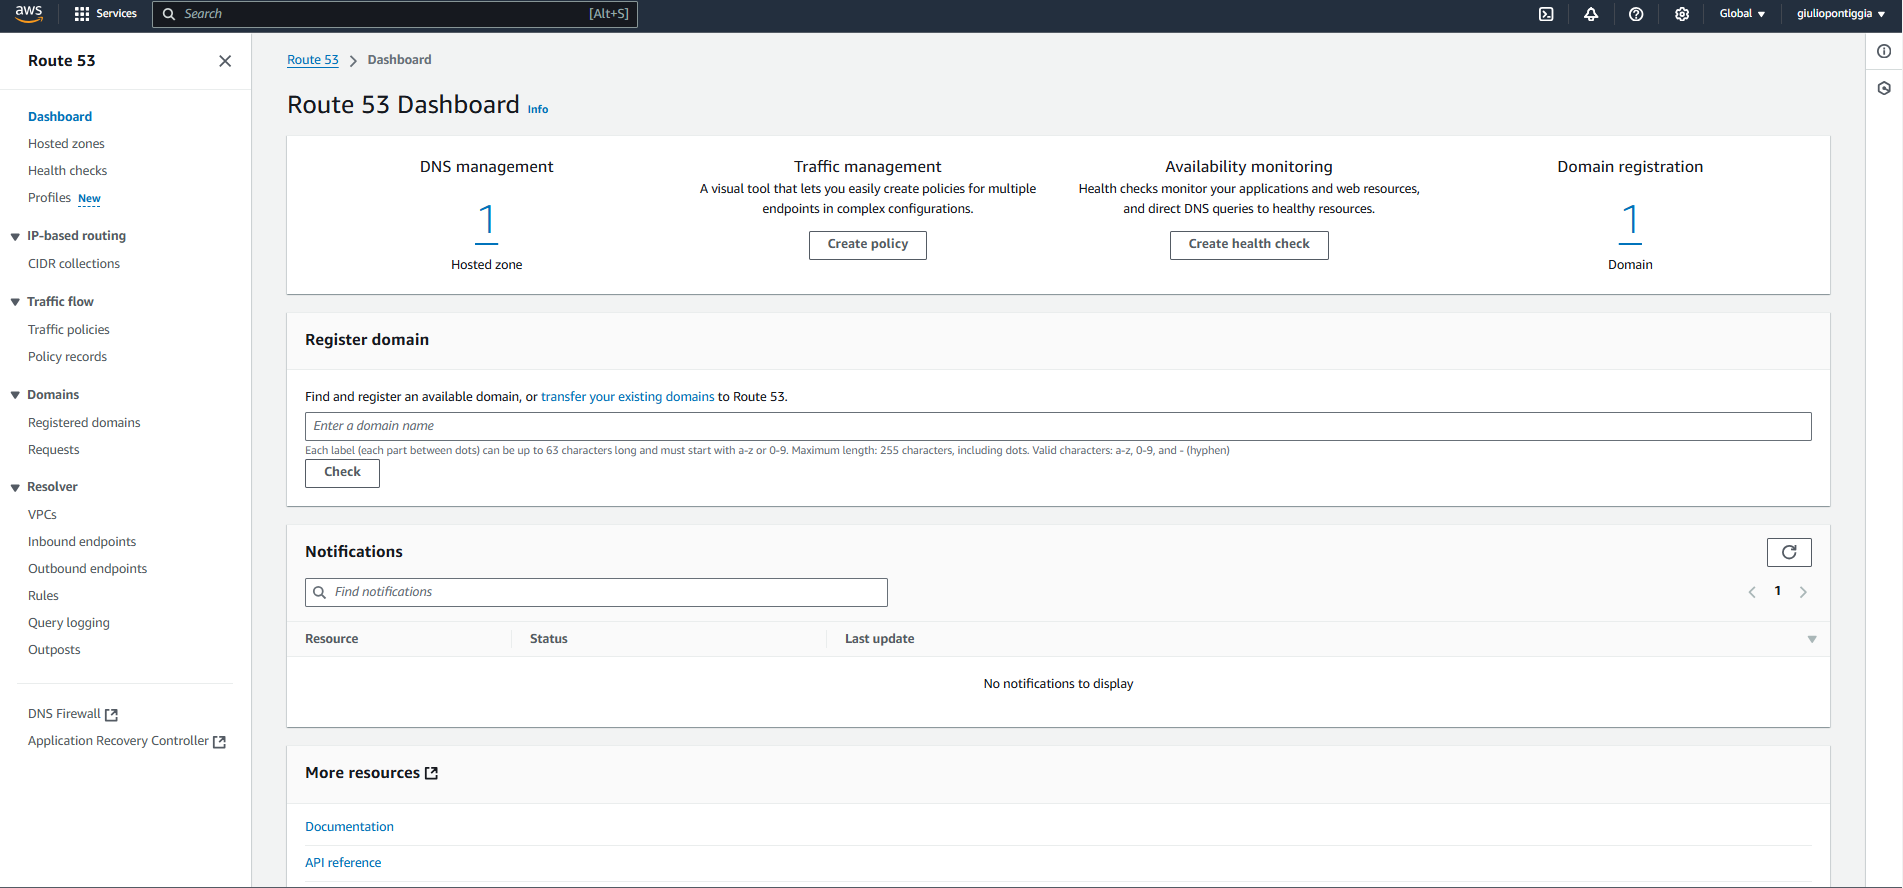 aws
Services
Search
[Alt+S]
Global
giuliopontiggia
Route 53
Dashboard
Hosted zones
Health checks
Profiles New
IP-based routing
CIDR collections
Traffic flow
Traffic policies
Policy records
Domains
Registered domains
Requests
Resolver
VPCs
Inbound endpoints
Outbound endpoints
Rules
Query logging
Outposts
DNS Firewall
Application Recovery Controller
Route 53 Dashboard
Route 53 Dashboard Info
DNS management
1
Hosted zone
Traffic management
A visual tool that lets you easily create policies for multiple
endpoints in complex configurations.
Create policy
Availability monitoring
Health checks monitor your applications and web resources,
and direct DNS queries to healthy resources.
Create health check
Domain registration
1
Domain
Register domain
Find and register an available domain, or transfer your existing domains to Route 53.
Enter a domain name
Each label (each part between dots) can be up to 63 characters long and must start with a-z or 0-9. Maximum length: 255 characters, including dots. Valid characters: a-z, 0-9, and - (hyphen)
Check
Notifications
Find notifications
1
Resource Status Last update
No notifications to display
More resources
Documentation
API reference